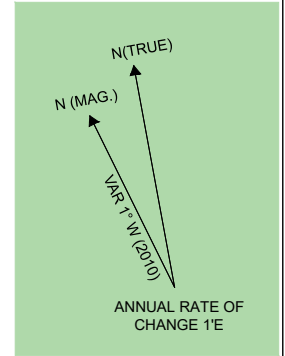 N(TRUE)
N (MAG.)
VAR 1° W (2010)
ANNUAL RATE OF
CHANGE 1'E